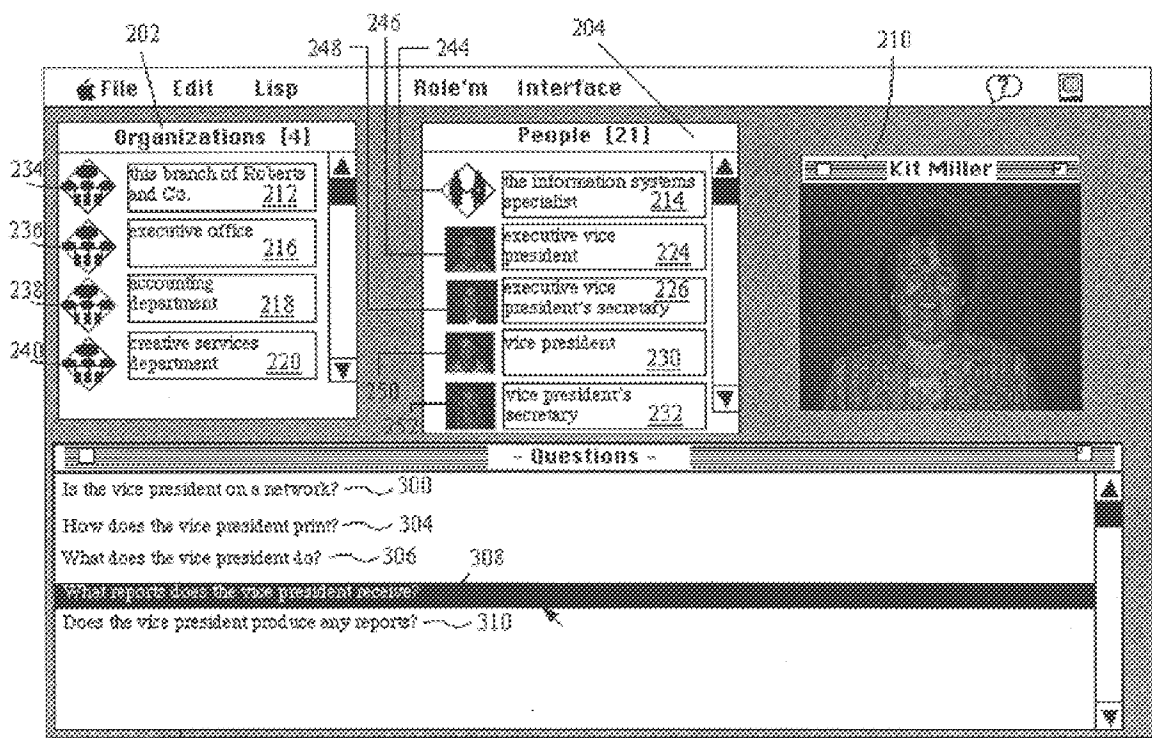 202
248
246
244
204
210
File Edit Lisp Role'm Interface
?
Organizations [4]
234
this branch of Roberts
and Co. 212
236
executive office
216
238
accounting
department 218
240
creative services
department 220
People [21]
the information systems
specialist 214
executive vice
president 224
executive vice 226
president's secretary
vice president
230
250
vice president's
secretary 232
Kit Miller
- Questions -
Is the vice president on a network? 300
How does the vice president print? 304
What does the vice president do? 306
308
What reports does the vice president receive?
Does the vice president produce any reports? 310